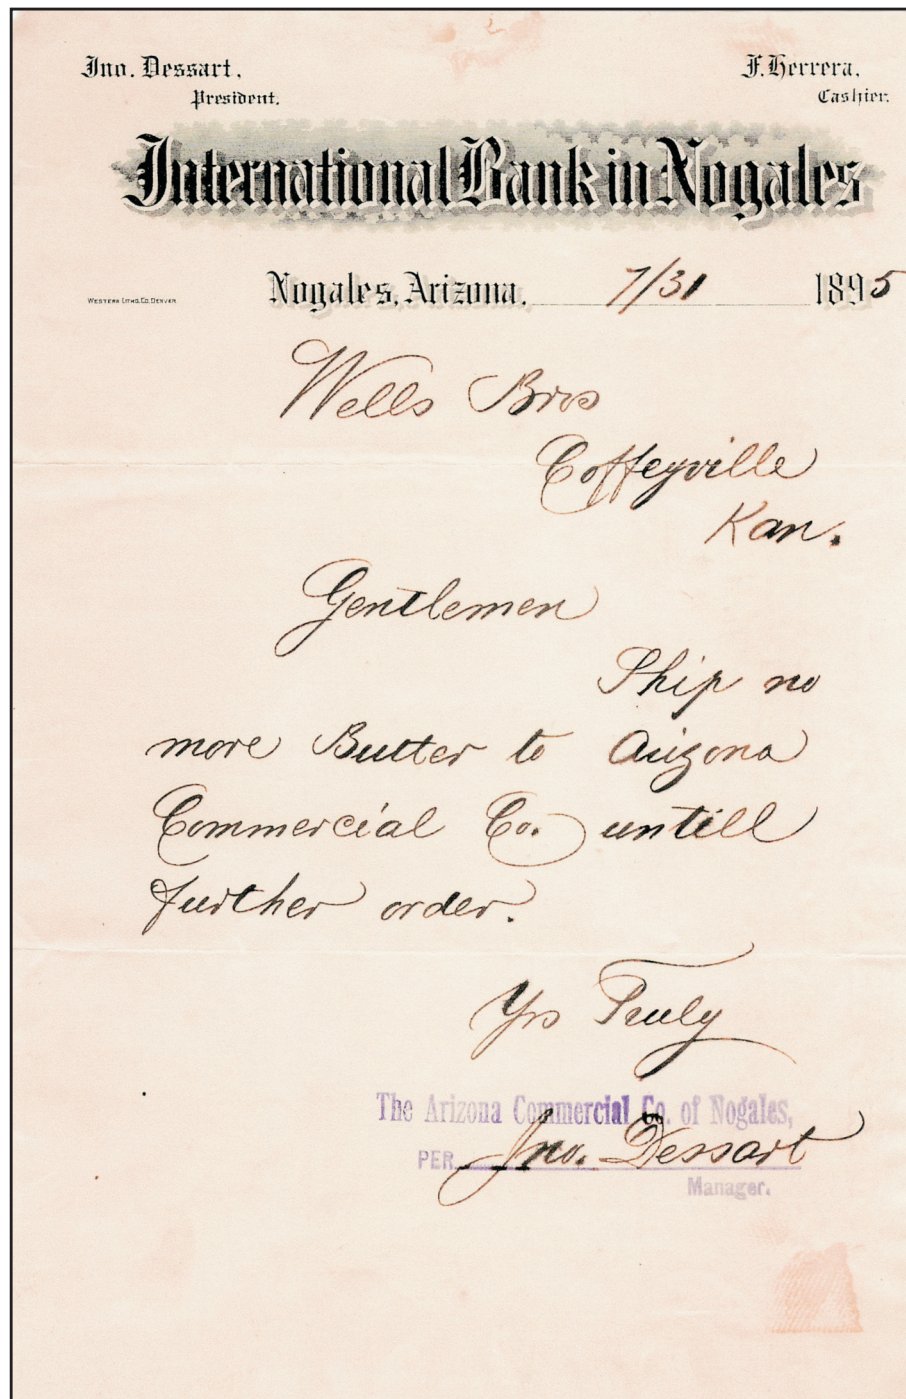 Jno. Dessart,
President.
F. Herrera,
Cashier.
International Bank in Nogales
Western Litho. Co. Denver
Nogales, Arizona, 7/31 1895
Wells Bros
Coffeyville
Kan.
Gentlemen
Ship no
more Butter to Arizona
Commercial Co. untill
further order.
Yrs Truly
The Arizona Commercial Co. of Nogales,
PER Jno. Dessart
Manager.